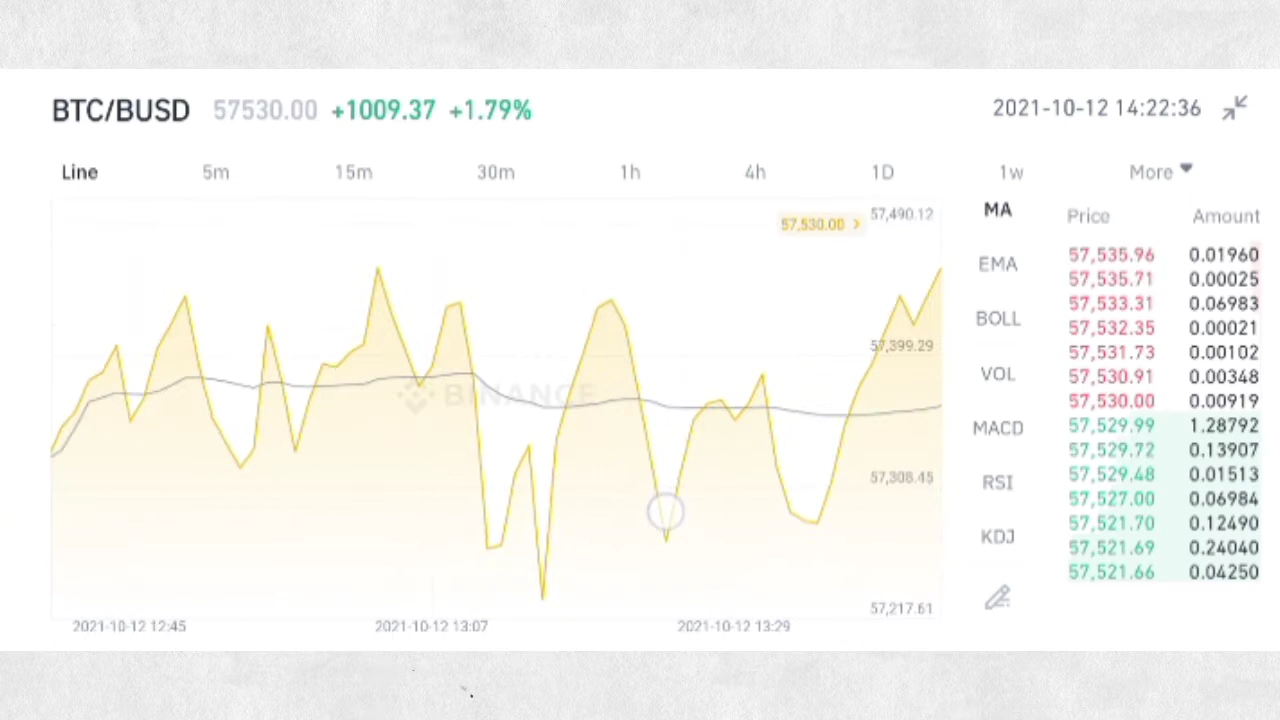 BTC/BUSD 57530.00 +1009.37 +1.79% 2021-10-12 14:22:36
Line 5m 15m 30m 1h 4h 1D 1w More
MA
EMA
BOLL
VOL
MACD
RSI
KDJ
57,530.00 >
57,490.12
57,399.29
57,308.45
57,217.61
BINANCE
2021-10-12 12:45 2021-10-12 13:07 2021-10-12 13:29
Price Amount
57,535.96 0.01960
57,535.71 0.00025
57,533.31 0.06983
57,532.35 0.00021
57,531.73 0.00102
57,530.91 0.00348
57,530.00 0.00919
57,529.99 1.28792
57,529.72 0.13907
57,529.48 0.01513
57,527.00 0.06984
57,521.70 0.12490
57,521.69 0.24040
57,521.66 0.04250